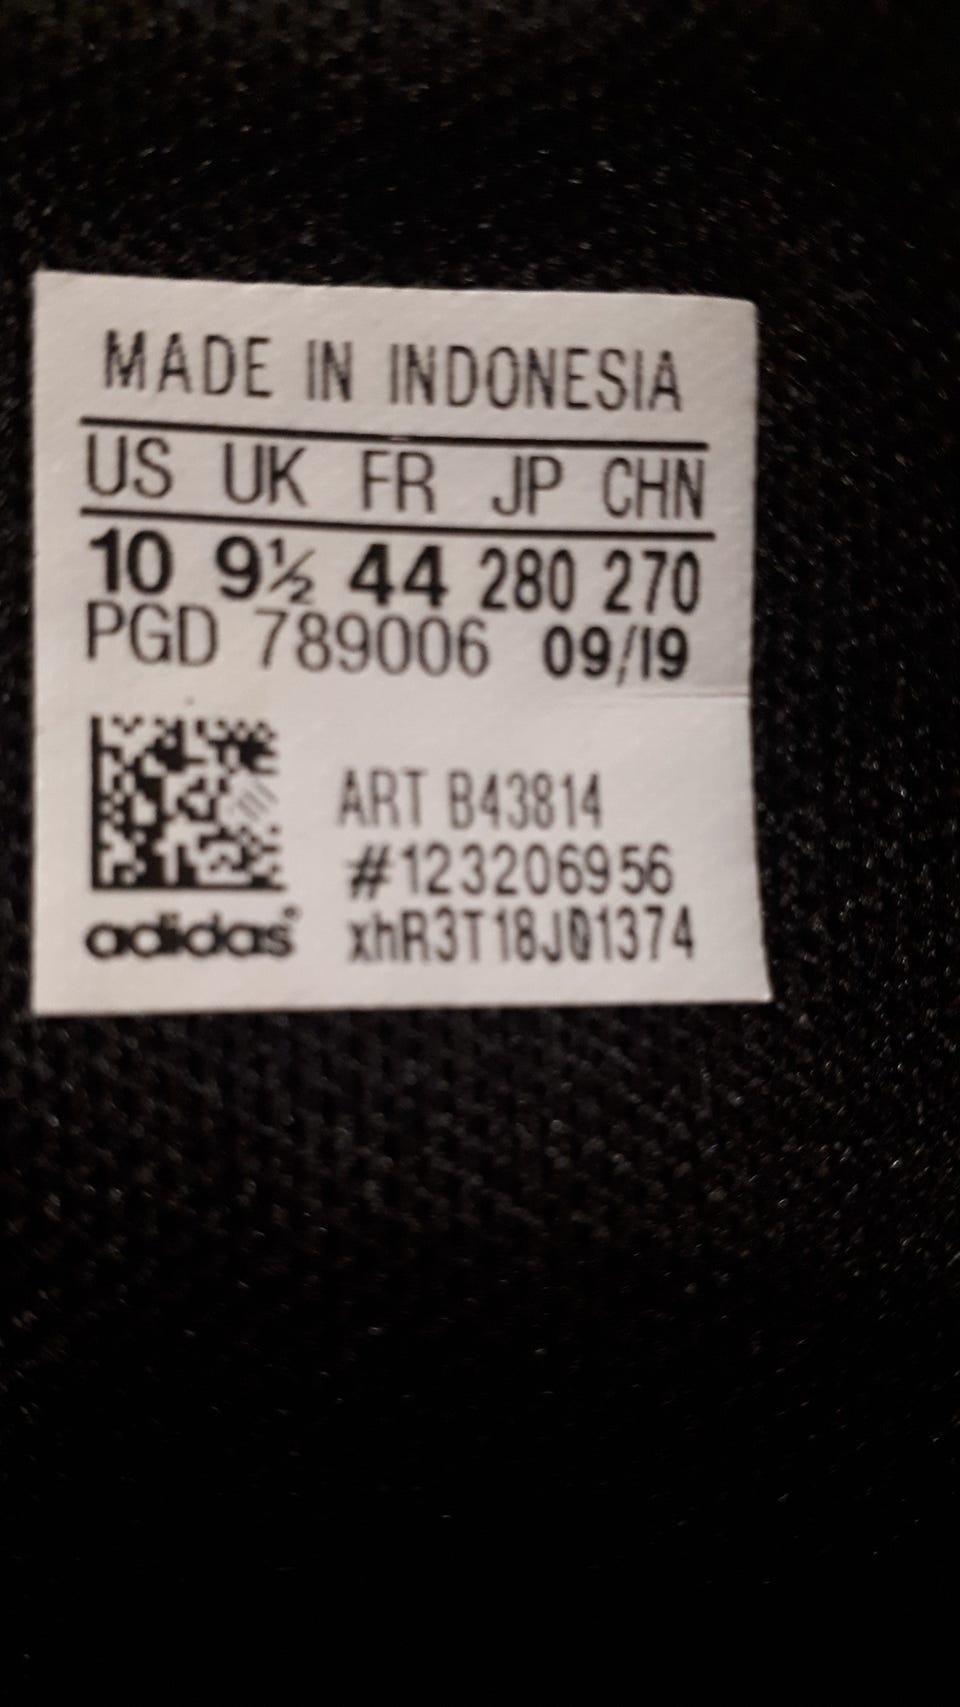 MADE IN INDONESIA
US UK FR JP CHN
10 9½ 44 280 270
PGD 789006 09/19
ART B43814
#123206956
adidas® xhR3T18J01374